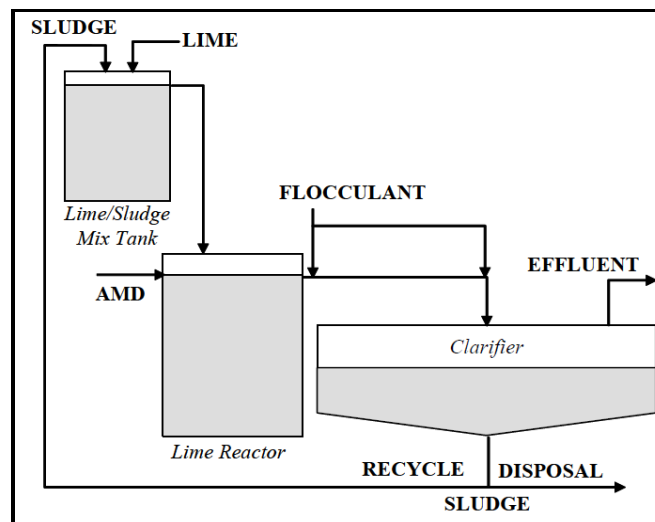 SLUDGE
LIME
Lime/Sludge
Mix Tank
FLOCCULANT
AMD
EFFLUENT
Clarifier
Lime Reactor
RECYCLE
DISPOSAL
SLUDGE